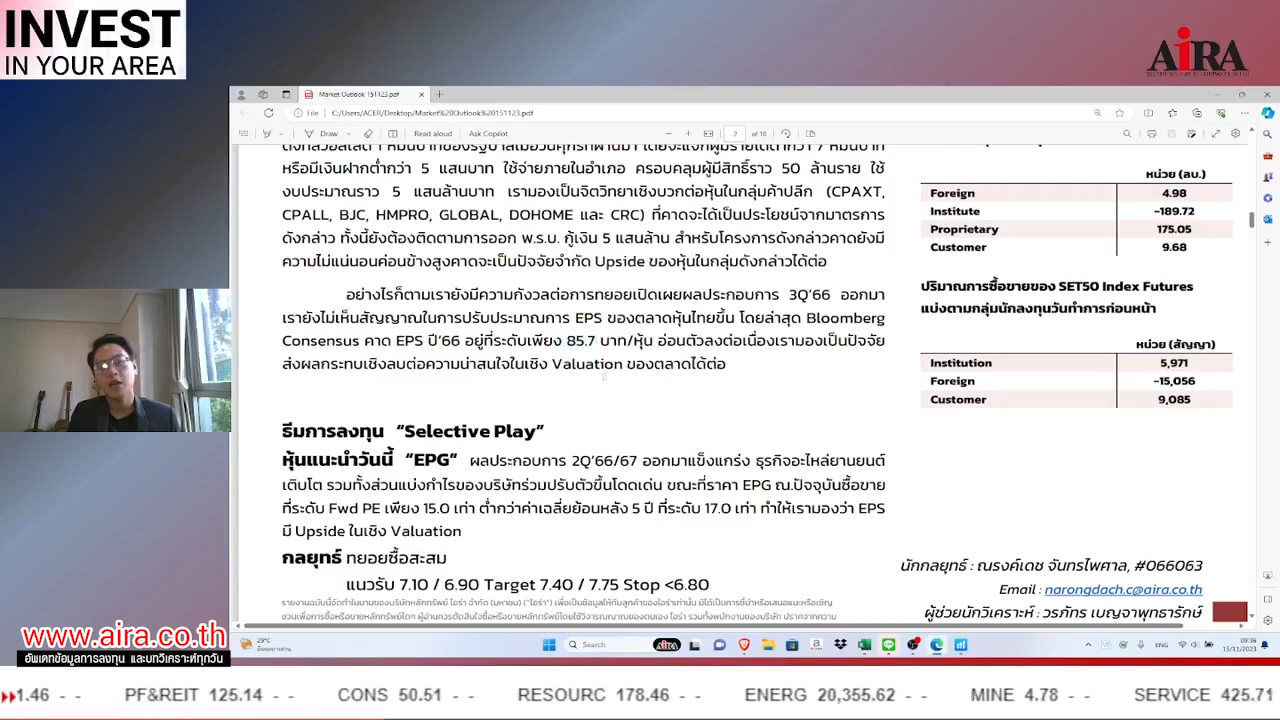 INVEST
IN YOUR AREA
AiRA
Market Outlook 151123.pdf
File
C:/Users/ACER/Desktop/Market%20Outlook%20151123.pdf
Draw
Read aloud
Ask Copilot
2
of 10
หรือมีเงินฝากต่ำกว่า 5 แสนบาท ใช้จ่ายภายในอำเภอ ครอบคลุมผู้มีสิทธิ์ราว 50 ล้านราย ใช้
งบประมาณราว 5 แสนล้านบาท เรามองเป็นจิตวิทยาเชิงบวกต่อหุ้นในกลุ่มค้าปลีก (CPAXT,
CPALL, BJC, HMPRO, GLOBAL, DOHOME และ CRC) ที่คาดจะได้เป็นประโยชน์จากมาตรการ
ดังกล่าว ทั้งนี้ยังต้องติดตามการออก พ.ร.บ. กู้เงิน 5 แสนล้าน สำหรับโครงการดังกล่าวคาดยังมี
ความไม่แน่นอนค่อนข้างสูงคาดจะเป็นปัจจัยจำกัด Upside ของหุ้นในกลุ่มดังกล่าวได้ต่อ
อย่างไรก็ตามเรายังมีความกังวลต่อการทยอยเปิดเผยผลประกอบการ 3Q'66 ออกมา
เรายังไม่เห็นสัญญาณในการปรับประมาณการ EPS ของตลาดหุ้นไทยขึ้น โดยล่าสุด Bloomberg
Consensus คาด EPS ปี'66 อยู่ที่ระดับเพียง 85.7 บาท/หุ้น อ่อนตัวลงต่อเนื่องเรามองเป็นปัจจัย
ส่งผลกระทบเชิงลบต่อความน่าสนใจในเชิง Valuation ของตลาดได้ต่อ
ธีมการลงทุน “Selective Play”
หุ้นแนะนำวันนี้ “EPG” ผลประกอบการ 2Q'66/67 ออกมาแข็งแกร่ง ธุรกิจอะไหล่ยานยนต์
เติบโต รวมทั้งส่วนแบ่งกำไรของบริษัทร่วมปรับตัวขึ้นโดดเด่น ขณะที่ราคา EPG ณ.ปัจจุบันซื้อขาย
ที่ระดับ Fwd PE เพียง 15.0 เท่า ต่ำกว่าค่าเฉลี่ยย้อนหลัง 5 ปี ที่ระดับ 17.0 เท่า ทำให้เรามองว่า EPS
มี Upside ในเชิง Valuation
กลยุทธ์ ทยอยซื้อสะสม
แนวรับ 7.10 / 6.90 Target 7.40 / 7.75 Stop <6.80
หน่วย (ลบ.)
Foreign 4.98
Institute -189.72
Proprietary 175.05
Customer 9.68
ปริมาณการซื้อขายของ SET50 Index Futures
แบ่งตามกลุ่มนักลงทุนวันทำการก่อนหน้า
หน่วย (สัญญา)
Institution 5,971
Foreign -15,056
Customer 9,085
นักกลยุทธ์ : ณรงค์เดช จันทรไพศาล, #066063
Email : narongdach.c@aira.co.th
ผู้ช่วยนักวิเคราะห์ : วรภัทร เบญจาพุทธารักษ์
29°C
Search
AiRA
ENG
09:36
15/11/2023
www.aira.co.th
อัพเดทข้อมูลการลงทุน และบทวิเคราะห์ทุกวัน
1.46 - - PF&REIT 125.14 - - CONS 50.51 - - RESOURC 178.46 - - ENERG 20,355.62 - - MINE 4.78 - - SERVICE 425.71